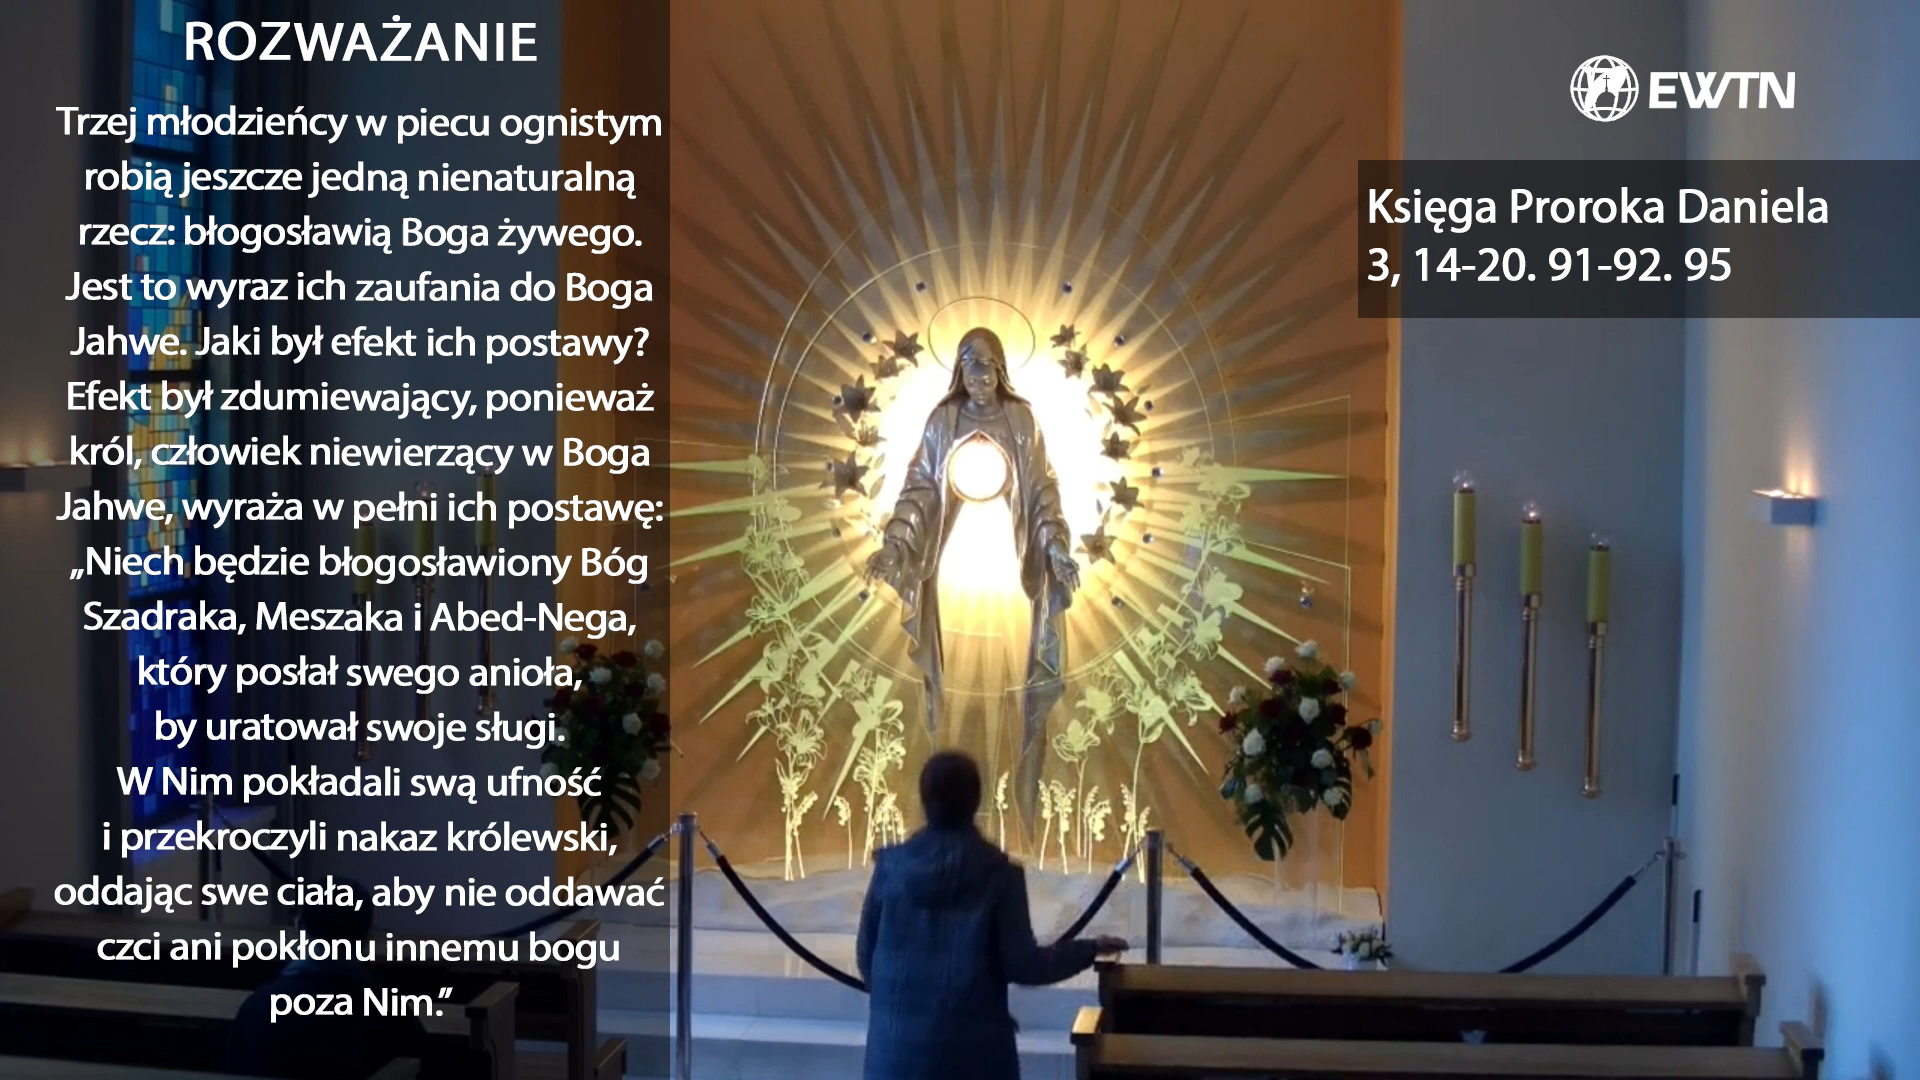 ROZWAŻANIE
Trzej młodzieńcy w piecu ognistym
robią jeszcze jedną nienaturalną
rzecz: błogosławią Boga żywego.
Jest to wyraz ich zaufania do Boga
Jahwe. Jaki był efekt ich postawy?
Efekt był zdumiewający, ponieważ
król, człowiek niewierzący w Boga
Jahwe, wyraża w pełni ich postawę:
„Niech będzie błogosławiony Bóg
Szadraka, Meszaka i Abed-Nega,
który posłał swego anioła,
by uratował swoje sługi.
W Nim pokładali swą ufność
i przekroczyli nakaz królewski,
oddając swe ciała, aby nie oddawać
czci ani pokłonu innemu bogu
poza Nim.”
EWTN
Księga Proroka Daniela
3, 14-20. 91-92. 95